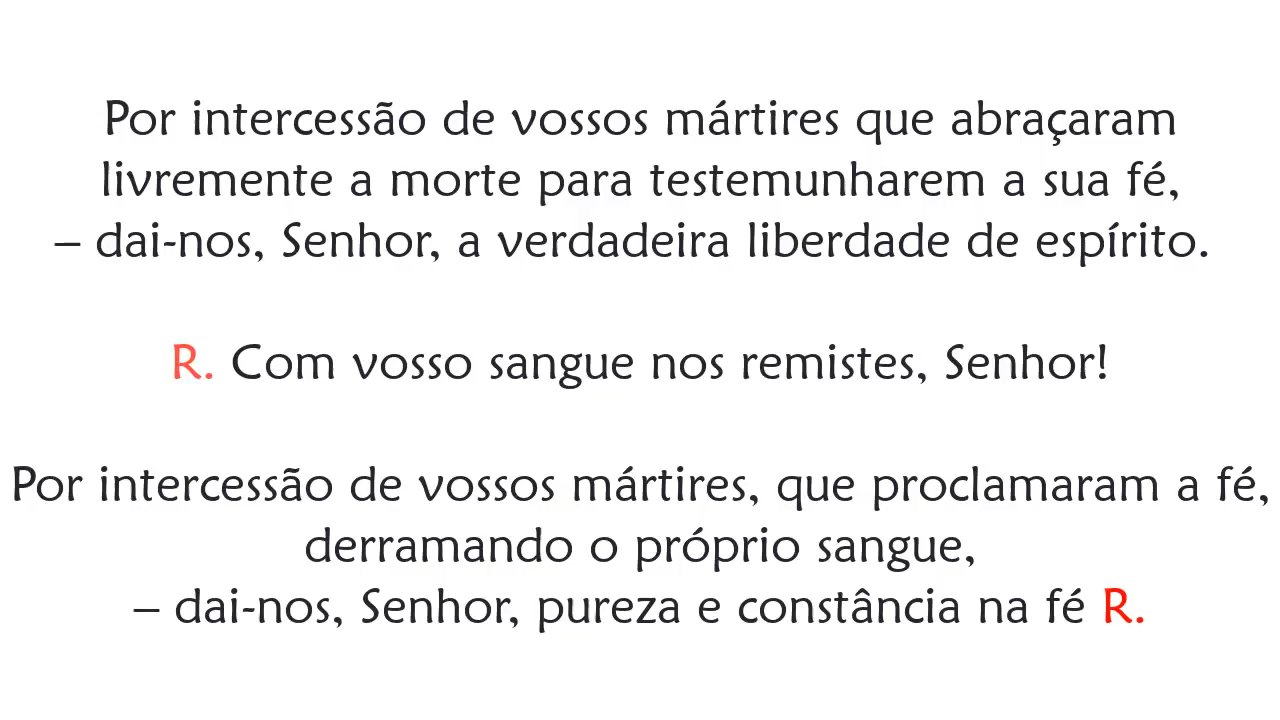 Por intercessão de vossos mártires que abraçaram
livremente a morte para testemunharem a sua fé,
– dai-nos, Senhor, a verdadeira liberdade de espírito.
R. Com vosso sangue nos remistes, Senhor!
Por intercessão de vossos mártires, que proclamaram a fé,
derramando o próprio sangue,
– dai-nos, Senhor, pureza e constância na fé R.